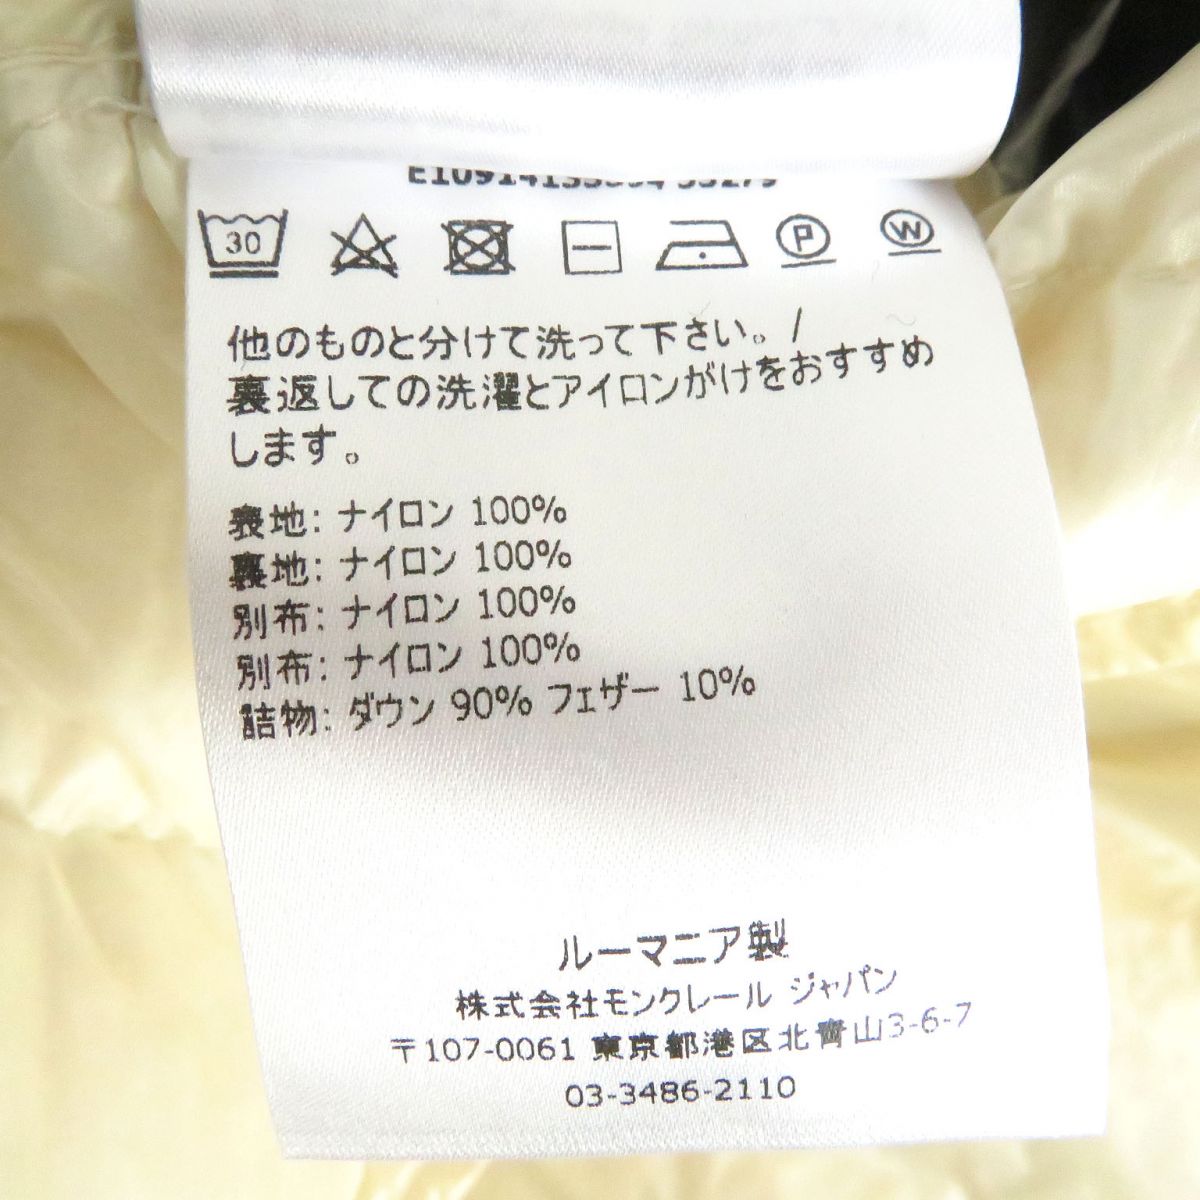 30
P
W
他のものと分けて洗って下さい。/
裏返しての洗濯とアイロンがけをおすすめ
します。
表地: ナイロン 100%
裏地: ナイロン 100%
別布: ナイロン 100%
別布: ナイロン 100%
詰物: ダウン 90% フェザー 10%
ルーマニア製
株式会社モンクレール ジャパン
〒107-0061 東京都港区北青山3-6-7
03-3486-2110